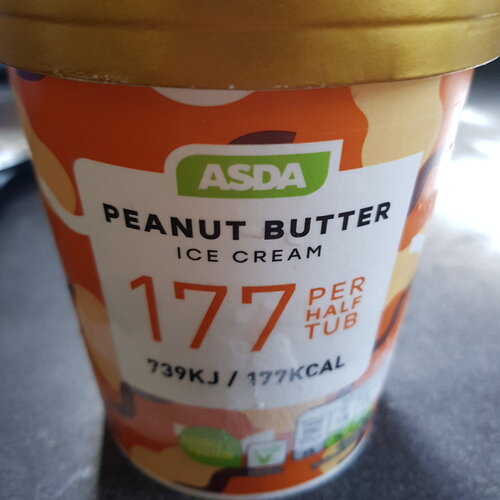 ASDA
PEANUT BUTTER
ICE CREAM
177 PER HALF TUB
739KJ / 177KCAL